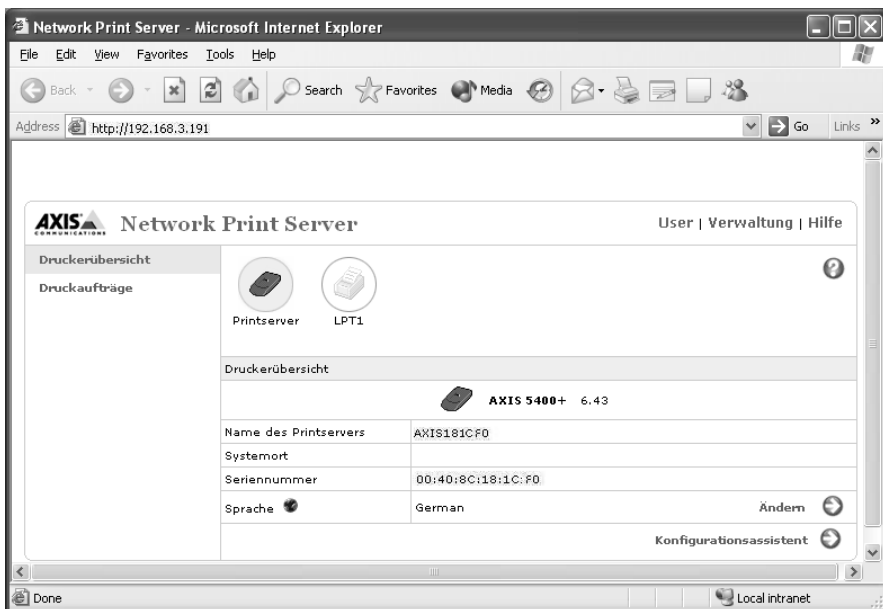 Network Print Server - Microsoft Internet Explorer
File Edit View Favorites Tools Help
Back Search Favorites Media
Address http://192.168.3.191 Go Links »
AXIS COMMUNICATIONS Network Print Server User | Verwaltung | Hilfe
Druckerübersicht
Druckaufträge
Printserver LPT1
Druckerübersicht
AXIS 5400+ 6.43
Name des Printservers AXIS181CF0
Systemort
Seriennummer 00:40:8C:18:1C:F0
Sprache German Ändern
Konfigurationsassistent
Done Local intranet